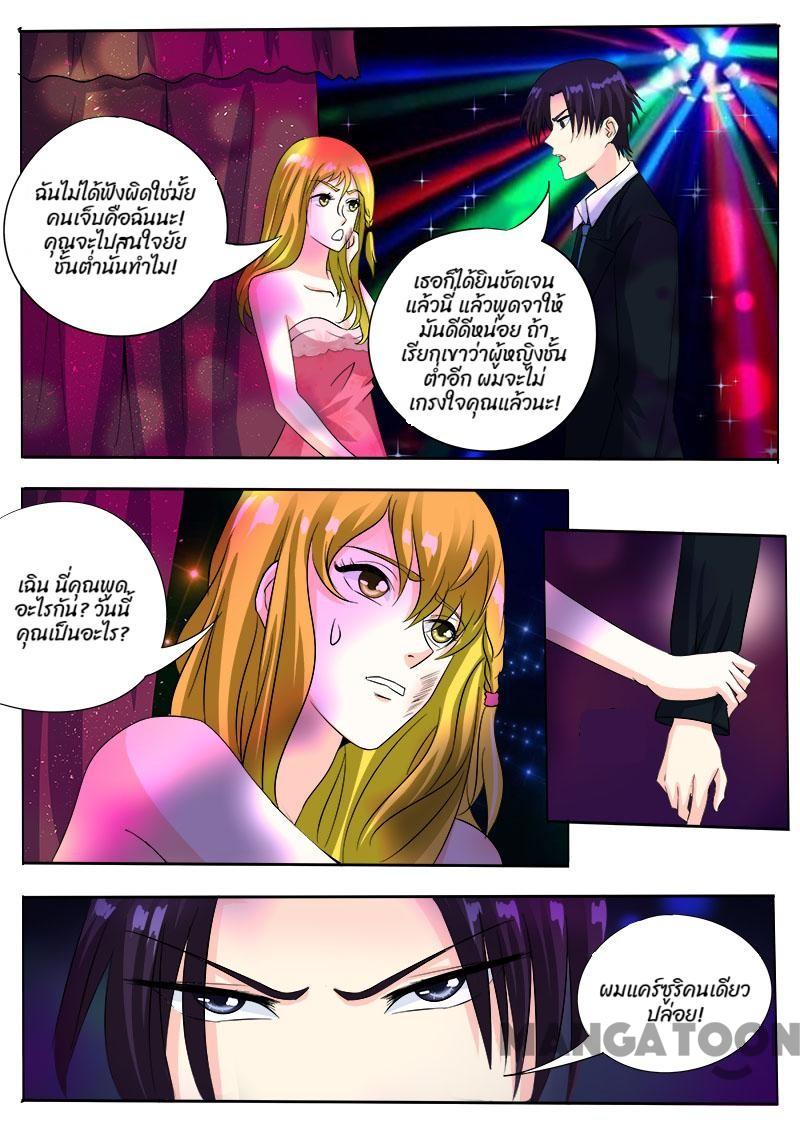 ฉันไม่ได้ฟังผิดใช่มั้ย
คนเจ็บคือฉันนะ!
คุณจะไปสนใจยัย
ชั้นต่ำนั่นทำไม!
เธอก็ได้ยินชัดเจน
แล้วนี่ แล้วพูดจาให้
มันดีดีหน่อย ถ้า
เรียกเขาว่าผู้หญิงชั้น
ต่ำอีก ผมจะไม่
เกรงใจคุณแล้วนะ!
เฉิน นี่คุณพูด
อะไรกัน? วันนี้
คุณเป็นอะไร?
ผมแคร์ซูริคนเดียว
ปล่อย!
MANGATOON